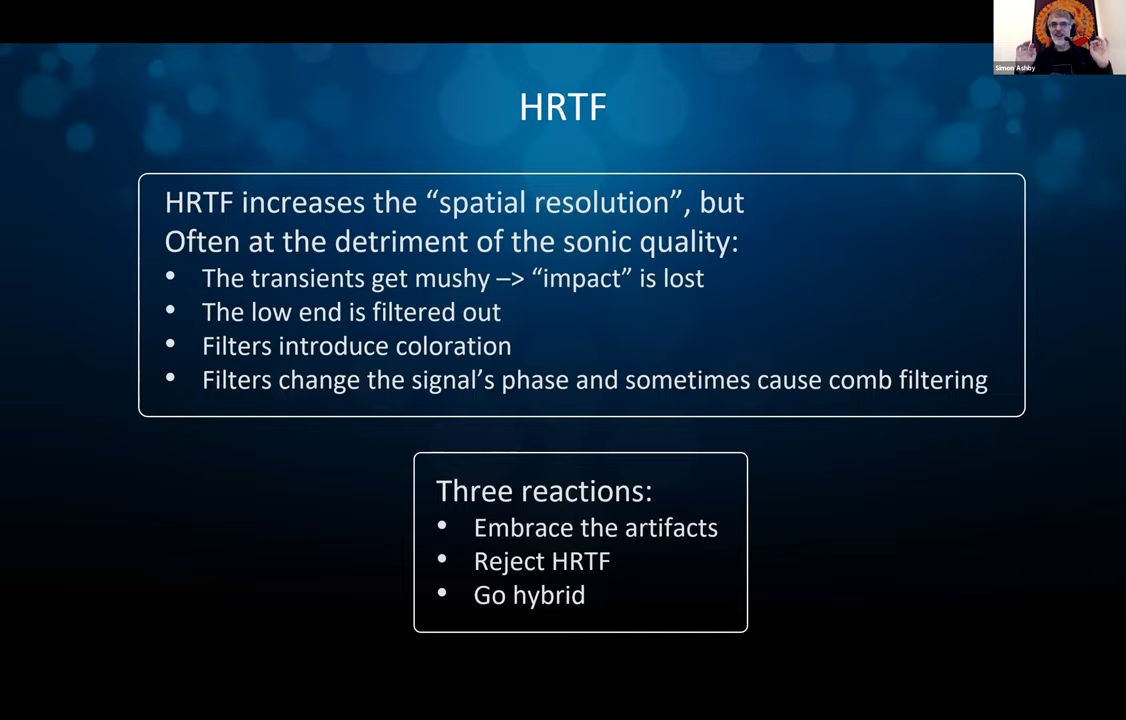 Simon Ashby
HRTF
HRTF increases the “spatial resolution”, but
Often at the detriment of the sonic quality:
• The transients get mushy –> “impact” is lost
• The low end is filtered out
• Filters introduce coloration
• Filters change the signal’s phase and sometimes cause comb filtering
Three reactions:
• Embrace the artifacts
• Reject HRTF
• Go hybrid